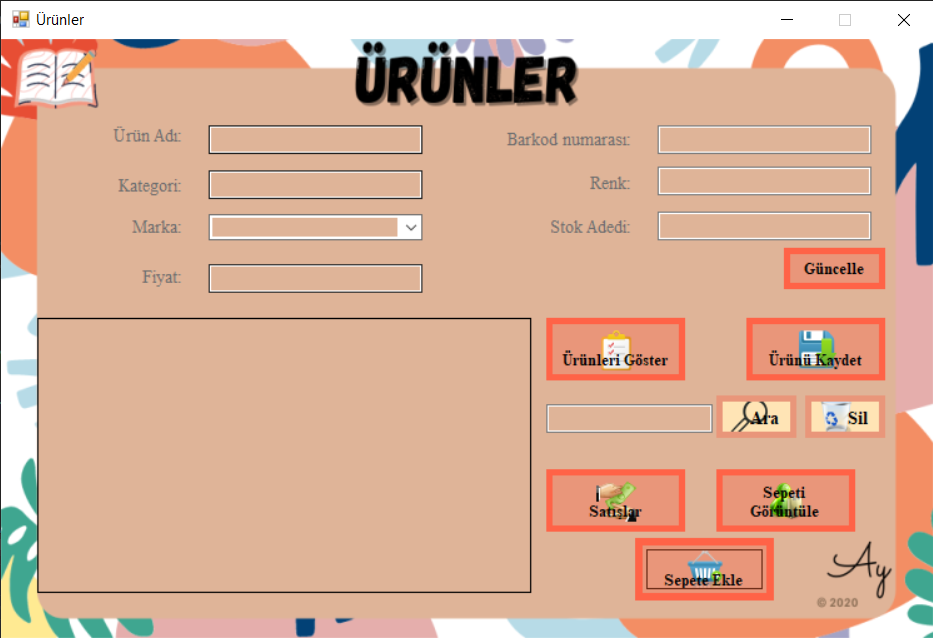 Ürünler
ÜRÜNLER
Ürün Adı:
Barkod numarası:
Kategori:
Renk:
Marka:
Stok Adedi:
Fiyat:
Güncelle
Ürünleri Göster
Ürünü Kaydet
Ara
Sil
Satışlar
Sepeti
Görüntüle
Sepete Ekle
Ay
© 2020